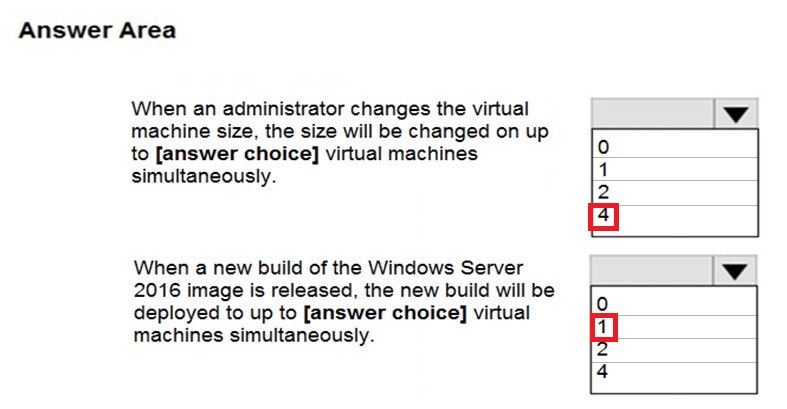 Answer Area
When an administrator changes the virtual
machine size, the size will be changed on up
to [answer choice] virtual machines
simultaneously.
0
1
2
4
When a new build of the Windows Server
2016 image is released, the new build will be
deployed to up to [answer choice] virtual
machines simultaneously.
0
1
2
4